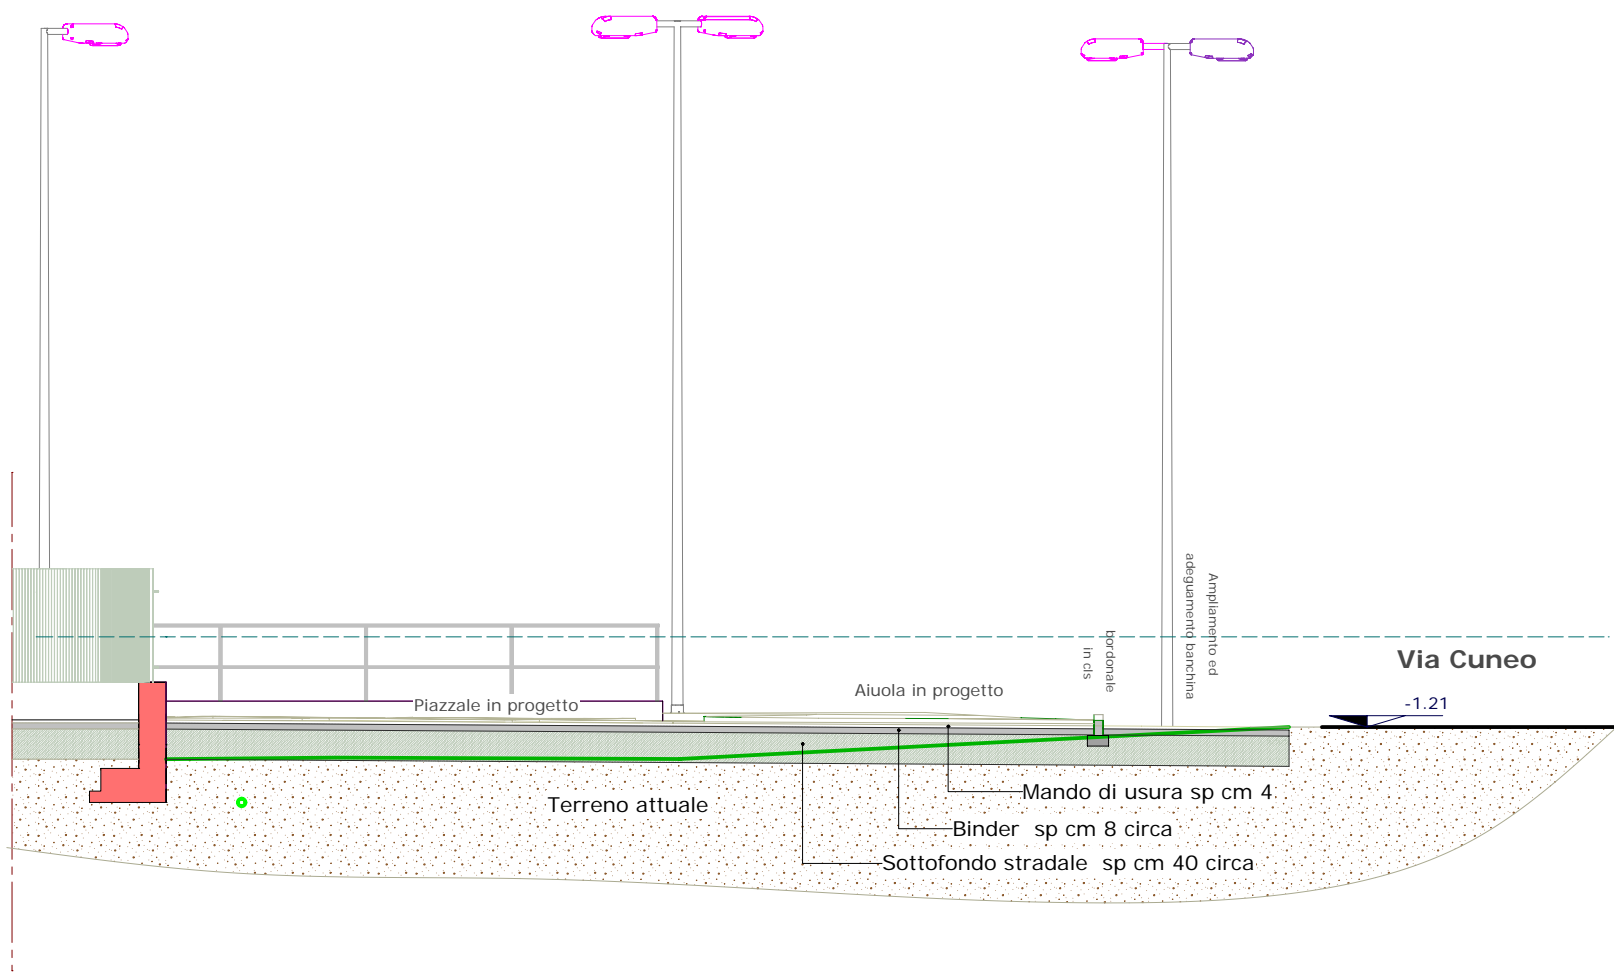 Ampliamento ed
adeguamento banchina
bordonale
in cls
Via Cuneo
Aiuola in progetto
Piazzale in progetto
-1.21
Mando di usura sp cm 4
Terreno attuale
Binder sp cm 8 circa
Sottofondo stradale sp cm 40 circa